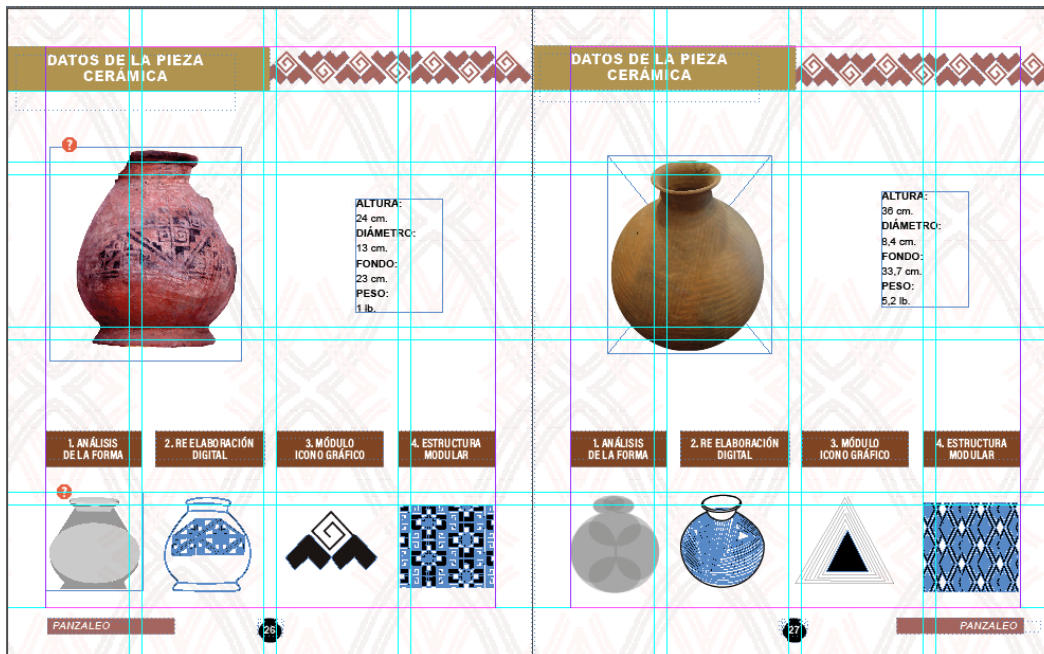 DATOS DE LA PIEZA
CERÁMICA
?
ALTURA:
24 cm.
DIÁMETRO:
13 cm.
FONDO:
23 cm.
PESO:
1 lb.
1. ANÁLISIS
DE LA FORMA
2. RE ELABORACIÓN
DIGITAL
3. MÓDULO
ICONO GRÁFICO
4. ESTRUCTURA
MODULAR
?
PANZALEO
26
DATOS DE LA PIEZA
CERÁMICA
ALTURA:
36 cm.
DIÁMETRO:
8,4 cm.
FONDO:
33,7 cm.
PESO:
5,2 lb.
1. ANÁLISIS
DE LA FORMA
2. RE ELABORACIÓN
DIGITAL
3. MÓDULO
ICONO GRÁFICO
4. ESTRUCTURA
MODULAR
27
PANZALEO